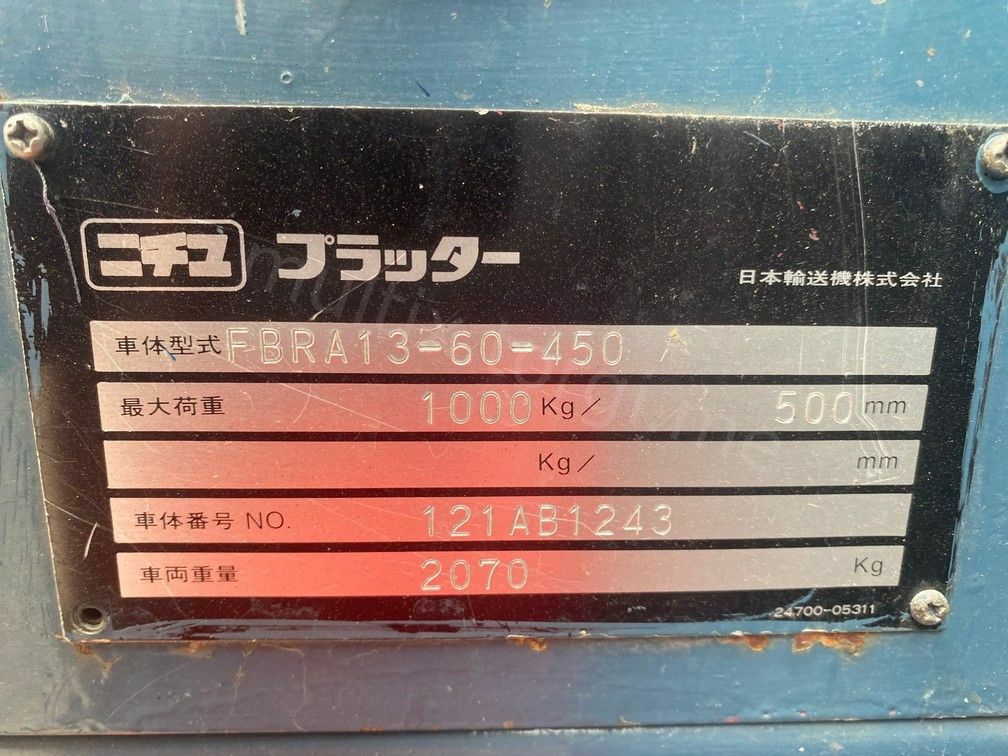 ニチユ プラッター
日本輸送機株式会社
車体型式 FBRA13-60-450
最大荷重 1000 Kg/ 500 mm
Kg/ mm
車体番号 NO. 121AB1243
車両重量 2070 Kg
24700-05311